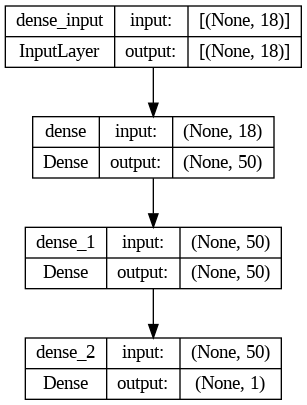 dense_input input: [(None, 18)]
InputLayer output: [(None, 18)]
dense input: (None, 18)
Dense output: (None, 50)
dense_1 input: (None, 50)
Dense output: (None, 50)
dense_2 input: (None, 50)
Dense output: (None, 1)